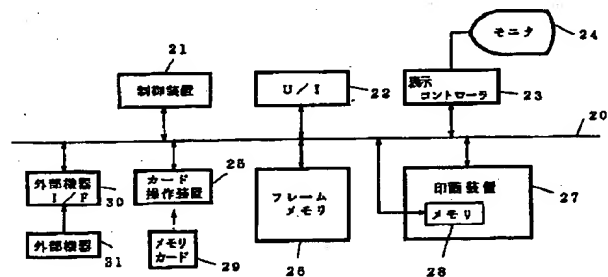 モニタ
24
21
制御装置
U/I
22
表示
コントローラ
23
20
外部機器
I F
30
カード
操作装置
25
フレーム
メモリ
26
印画装置
27
メモリ
28
外部機器
31
メモリ
カード
29